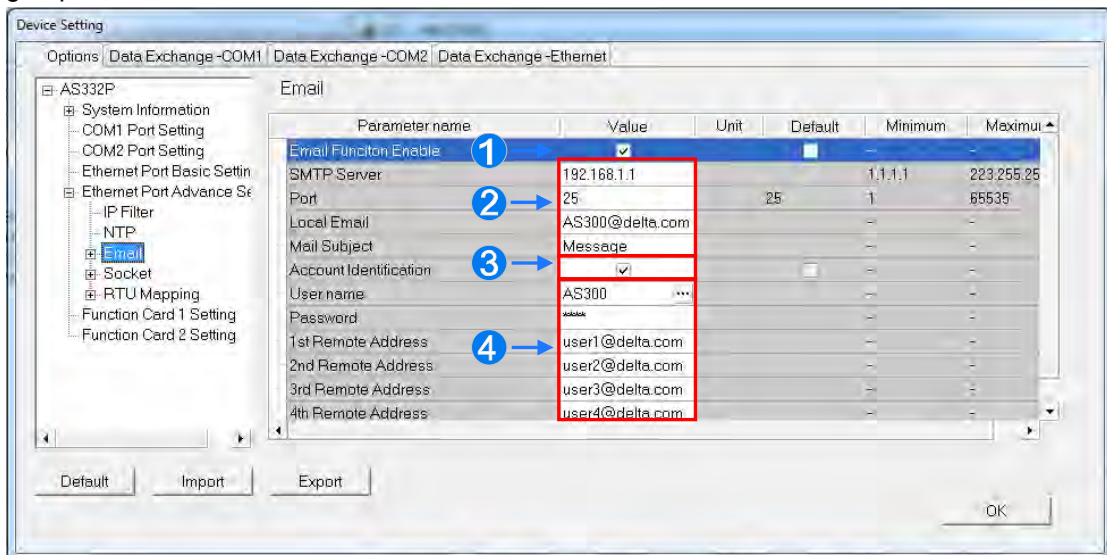 Device Setting
Options Data Exchange -COM1 Data Exchange -COM2 Data Exchange -Ethernet
AS332P
System Information
COM1 Port Setting
COM2 Port Setting
Ethernet Port Basic Settin
Ethernet Port Advance Se
IP Filter
NTP
Email
Socket
RTU Mapping
Function Card 1 Setting
Function Card 2 Setting
Email
Parameter name Value Unit Default Minimum Maximu
Email Funciton Enable 1 – –
SMTP Server 192.168.1.1 1.1.1.1 223.255.25
Port 2 25 25 1 65535
Local Email AS300@delta.com – –
Mail Subject Message – –
Account Identification 3 – –
User name AS300 ... – –
Password ***** – –
1st Remote Address 4 user1@delta.com – –
2nd Remote Address user2@delta.com – –
3rd Remote Address user3@delta.com – –
4th Remote Address user4@delta.com – –
Default Import Export
OK